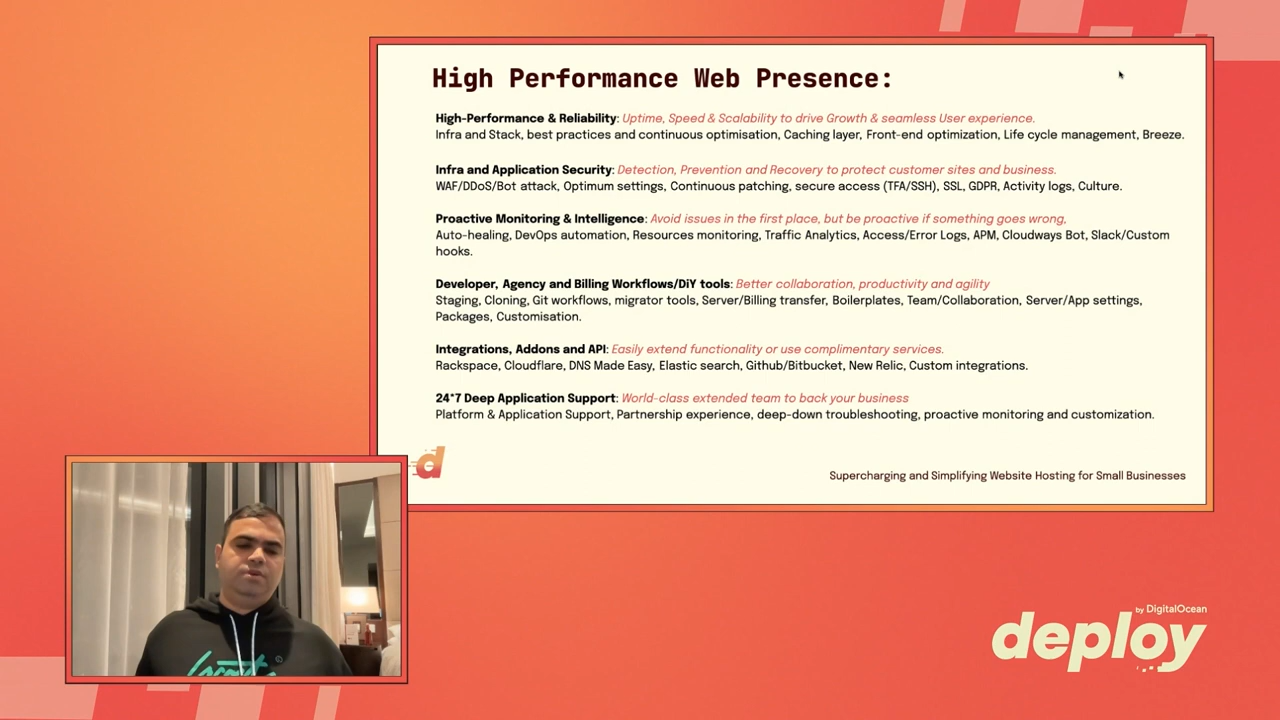 High Performance Web Presence:
High-Performance & Reliability: Uptime, Speed & Scalability to drive Growth & seamless User experience.
Infra and Stack, best practices and continuous optimisation, Caching layer, Front-end optimization, Life cycle management, Breeze.
Infra and Application Security: Detection, Prevention and Recovery to protect customer sites and business.
WAF/DDoS/Bot attack, Optimum settings, Continuous patching, secure access (TFA/SSH), SSL, GDPR, Activity logs, Culture.
Proactive Monitoring & Intelligence: Avoid issues in the first place, but be proactive if something goes wrong,
Auto-healing, DevOps automation, Resources monitoring, Traffic Analytics, Access/Error Logs, APM, Cloudways Bot, Slack/Custom
hooks.
Developer, Agency and Billing Workflows/DiY tools: Better collaboration, productivity and agility
Staging, Cloning, Git workflows, migrator tools, Server/Billing transfer, Boilerplates, Team/Collaboration, Server/App settings,
Packages, Customisation.
Integrations, Addons and API: Easily extend functionality or use complimentary services.
Rackspace, Cloudflare, DNS Made Easy, Elastic search, Github/Bitbucket, New Relic, Custom integrations.
24*7 Deep Application Support: World-class extended team to back your business
Platform & Application Support, Partnership experience, deep-down troubleshooting, proactive monitoring and customization.
d
Supercharging and Simplifying Website Hosting for Small Businesses
by DigitalOcean
deploy